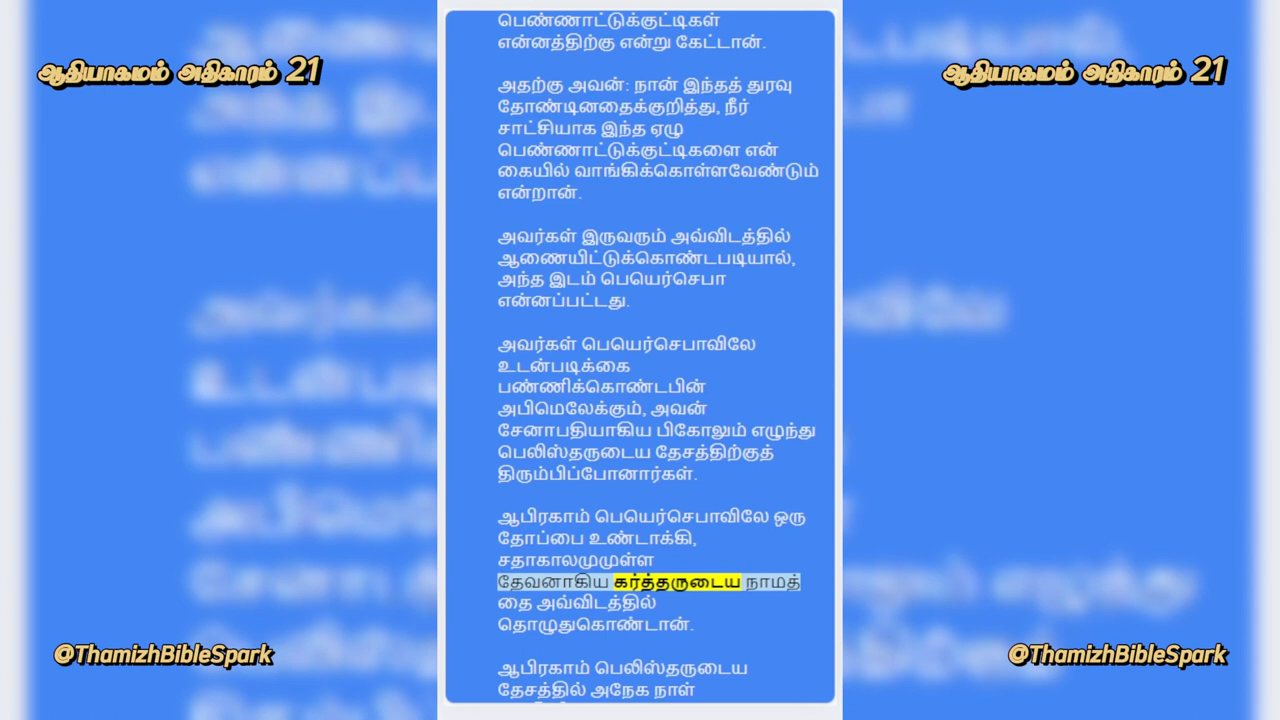 ஆதியாகமம் அதிகாரம் 21
பெண்ணாட்டுக்குட்டிகள்
என்னத்திற்கு என்று கேட்டான்.
அதற்கு அவன்: நான் இந்தத் துரவு
தோண்டினதைக்குறித்து, நீர்
சாட்சியாக இந்த ஏழு
பெண்ணாட்டுக்குட்டிகளை என்
கையில் வாங்கிக்கொள்ளவேண்டும்
என்றான்.
அவர்கள் இருவரும் அவ்விடத்தில்
ஆணையிட்டுக்கொண்டபடியால்,
அந்த இடம் பெயெர்செபா
என்னப்பட்டது.
அவர்கள் பெயெர்செபாவிலே
உடன்படிக்கை
பண்ணிக்கொண்டபின்
அபிமெலேக்கும், அவன்
சேனாபதியாகிய பிகோலும் எழுந்து
பெலிஸ்தருடைய தேசத்திற்குத்
திரும்பிப்போனார்கள்.
ஆபிரகாம் பெயெர்செபாவிலே ஒரு
தோப்பை உண்டாக்கி,
சதாகாலமுமுள்ள
தேவனாகிய கர்த்தருடைய நாமத்
தை அவ்விடத்தில்
தொழுதுகொண்டான்.
ஆபிரகாம் பெலிஸ்தருடைய
தேசத்தில் அநேக நாள்
ஆதியாகமம் அதிகாரம் 21
@ThamizhBibleSpark
@ThamizhBibleSpark